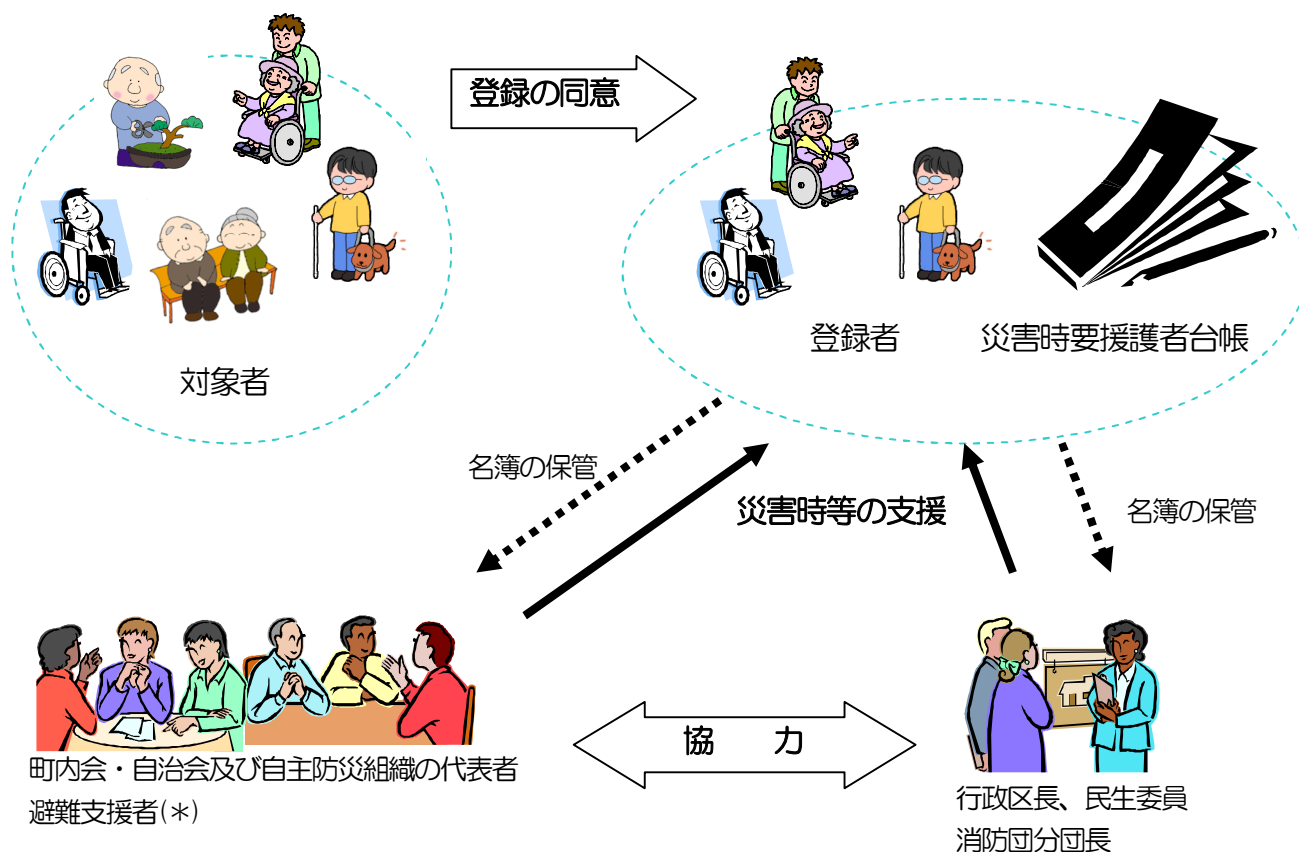 登録の同意
対象者
登録者
災害時要援護者台帳
名簿の保管
災害時等の支援
名簿の保管
町内会・自治会及び自主防災組織の代表者
避難支援者(＊)
協　力
行政区長、民生委員
消防団分団長